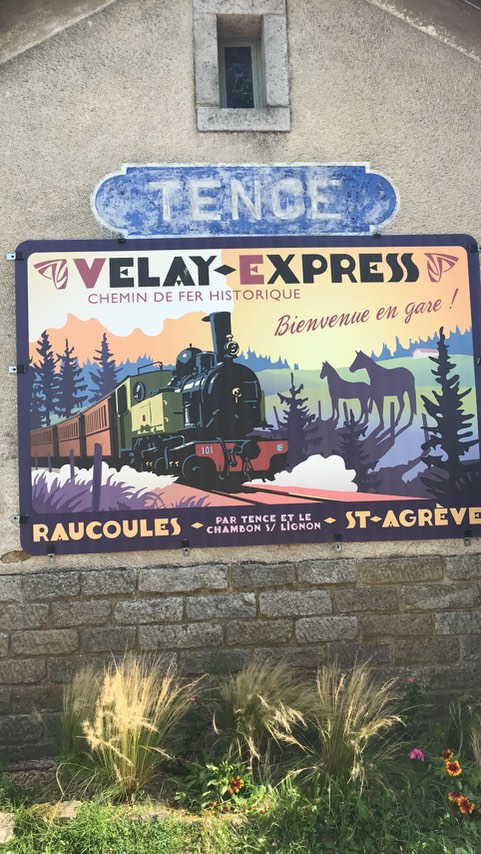 TENCE
VELAY-EXPRESS
CHEMIN DE FER HISTORIQUE
Bienvenue en gare !
101
RAUCOULES - PAR TENCE ET LE CHAMBON S/ LIGNON - ST-AGRÈVE